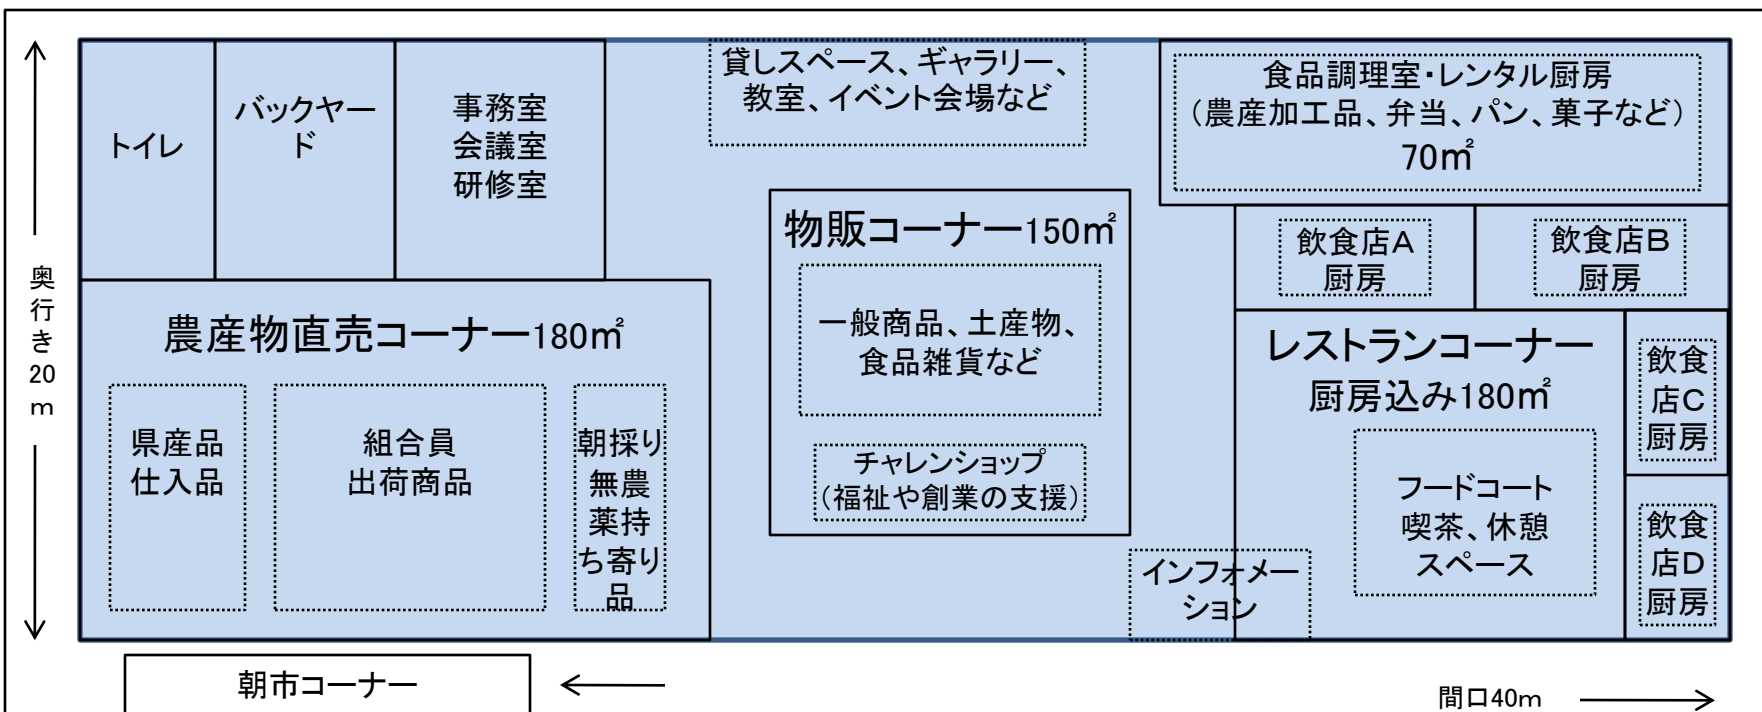 トイレ
バックヤー
ド
事務室
会議室
研修室
貸しスペース、ギャラリー、
教室、イベント会場など
食品調理室・レンタル厨房
（農産加工品、弁当、パン、菓子など）
70㎡
奥
行
き
20
m
農産物直売コーナー180㎡
県産品
仕入品
組合員
出荷商品
朝採り
無農
薬持
ち寄り
品
物販コーナー150㎡
一般商品、土産物、
食品雑貨など
チャレンショップ
（福祉や創業の支援）
飲食店A
厨房
飲食店B
厨房
レストランコーナー
厨房込み180㎡
フードコート
喫茶、休憩
スペース
飲食
店C
厨房
飲食
店D
厨房
インフォメー
ション
朝市コーナー
間口40m